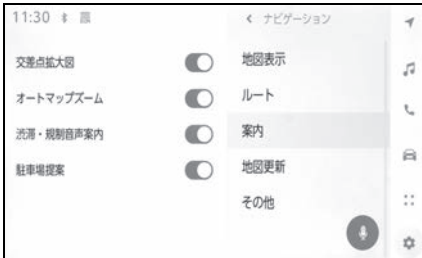 11:30
交差点拡大図
オートマップズーム
渋滞・規制音声案内
駐車場提案
< ナビゲーション
地図表示
ルート
案内
地図更新
その他